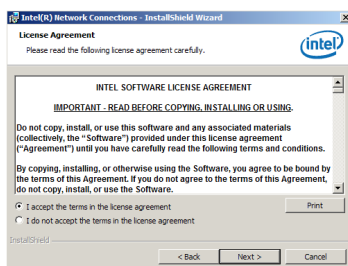 Intel(R) Network Connections - InstallShield Wizard
License Agreement
Please read the following license agreement carefully.
intel
INTEL SOFTWARE LICENSE AGREEMENT
IMPORTANT - READ BEFORE COPYING, INSTALLING OR USING.
Do not copy, install, or use this software and any associated materials
(collectively, the “Software”) provided under this license agreement
(“Agreement”) until you have carefully read the following terms and conditions.
By copying, installing, or otherwise using the Software, you agree to be bound by
the terms of this Agreement. If you do not agree to the terms of this Agreement,
do not copy, install, or use the Software.
I accept the terms in the license agreement
Print
I do not accept the terms in the license agreement
InstallShield
< Back
Next >
Cancel